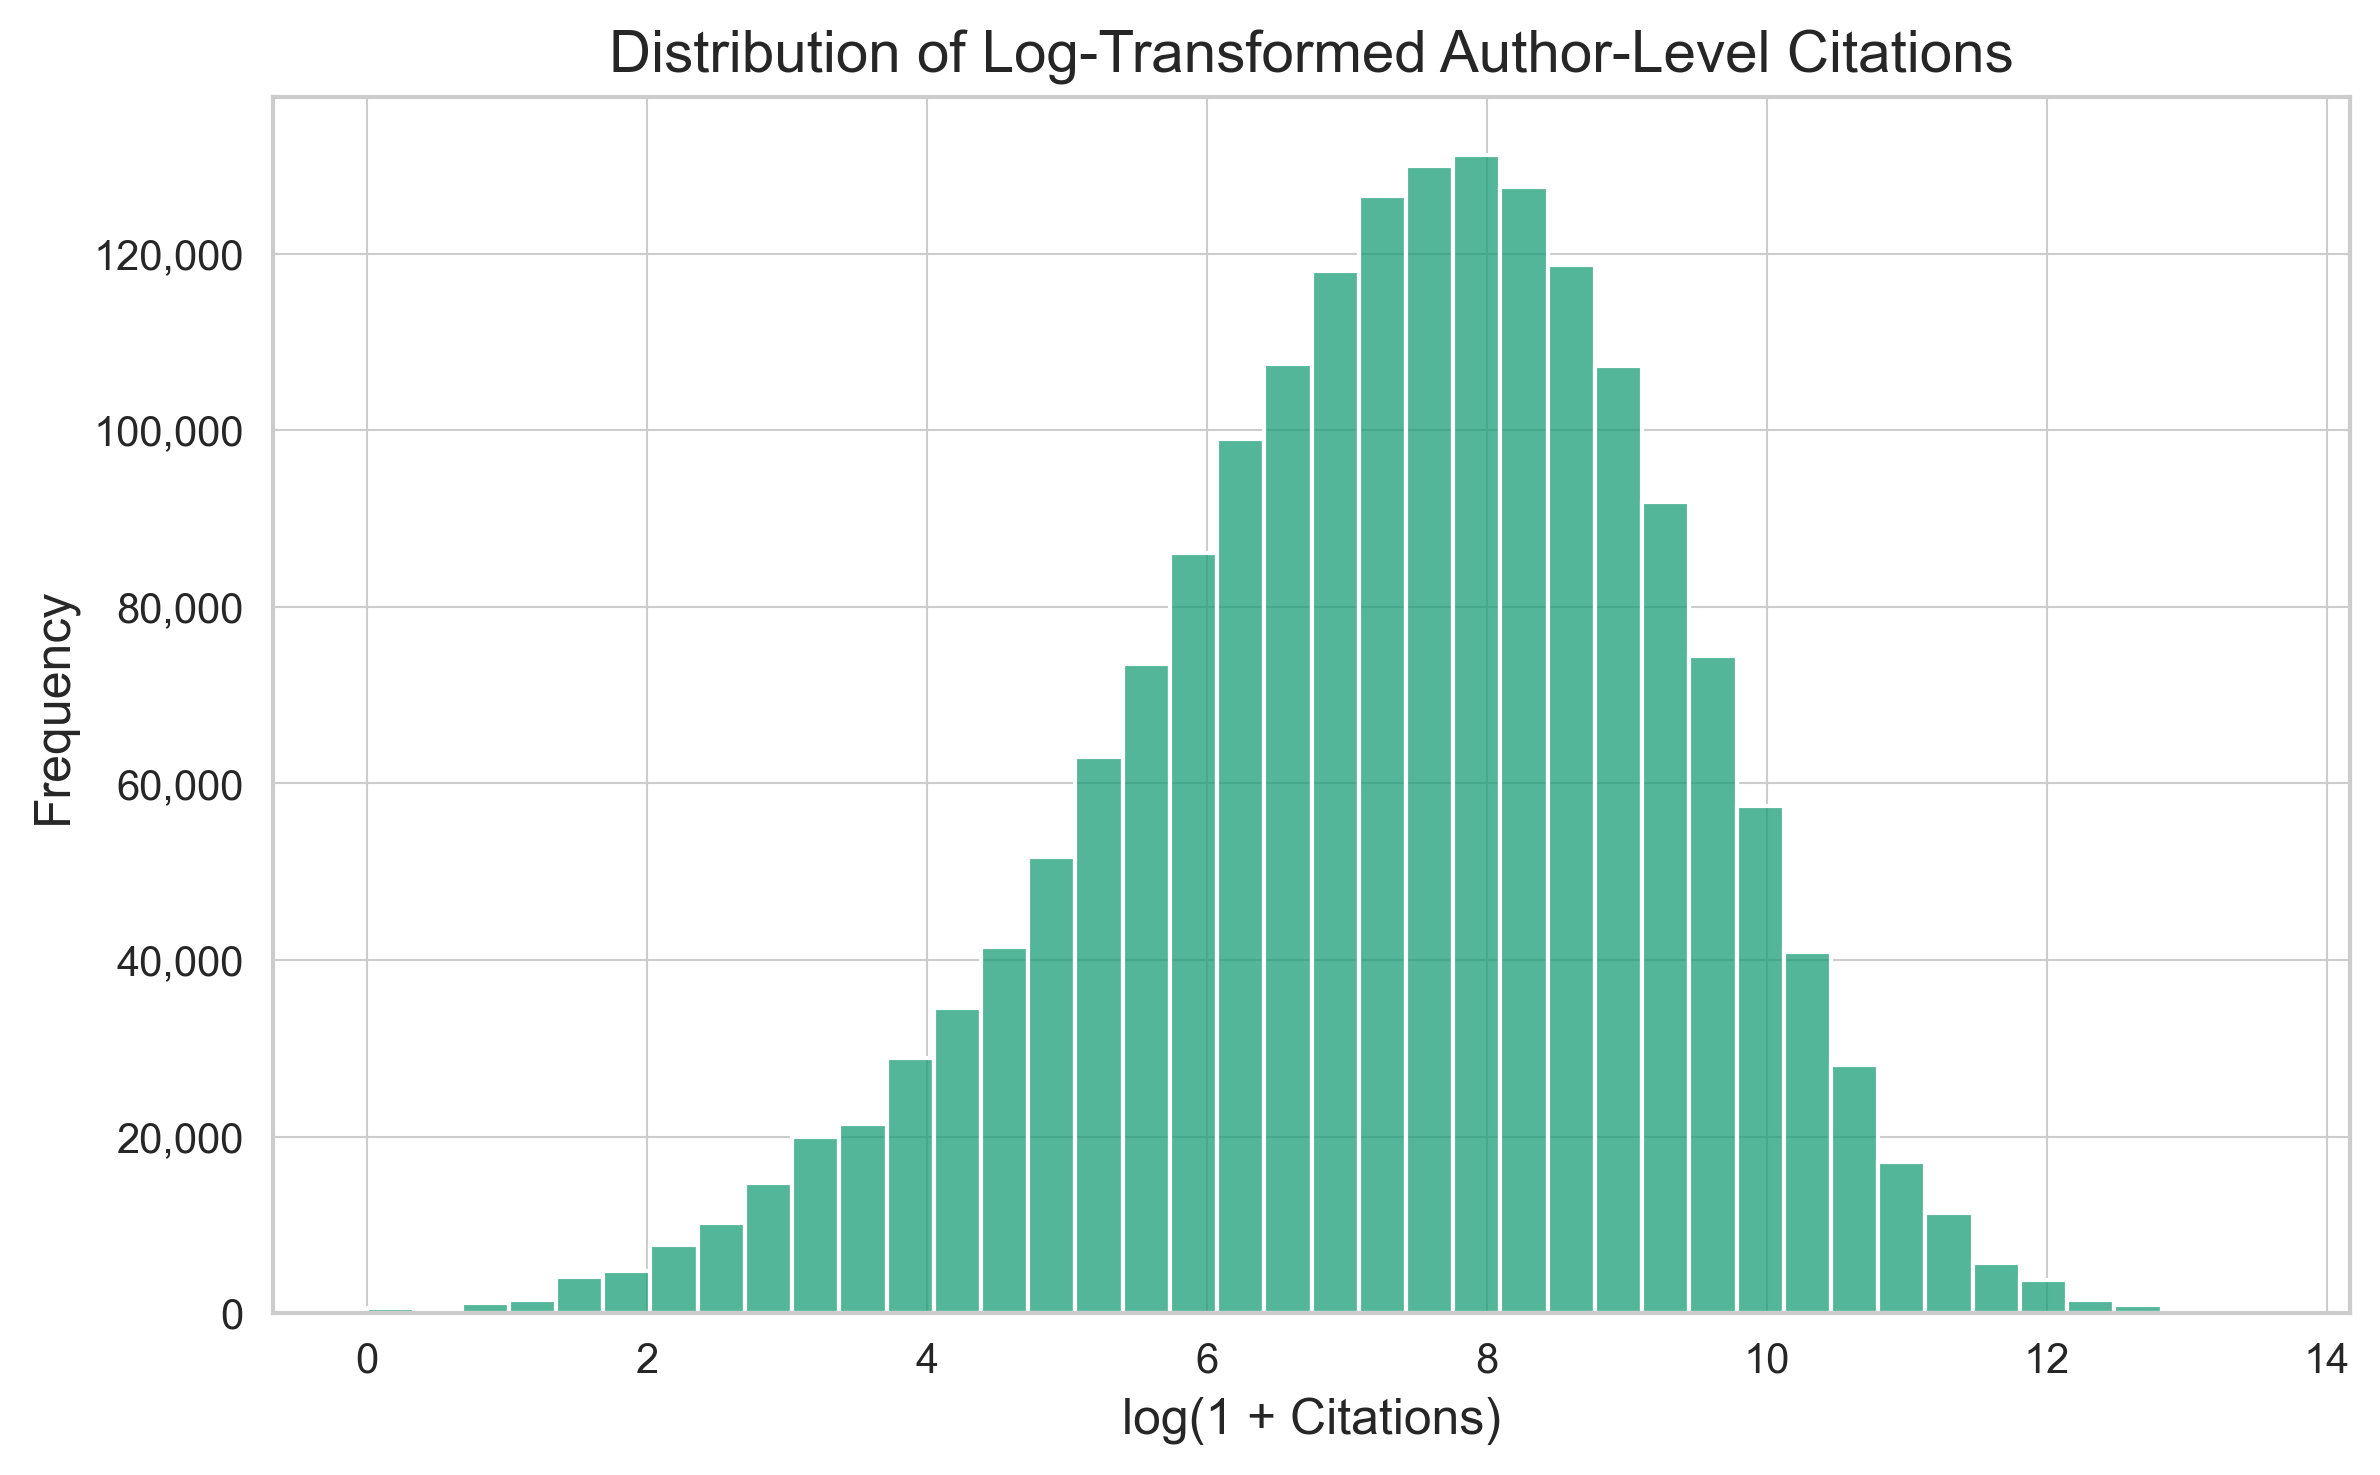 Distribution of Log-Transformed Author-Level Citations
Frequency
120,000
100,000
80,000
60,000
40,000
20,000
0
0 2 4 6 8 10 12 14
log(1 + Citations)